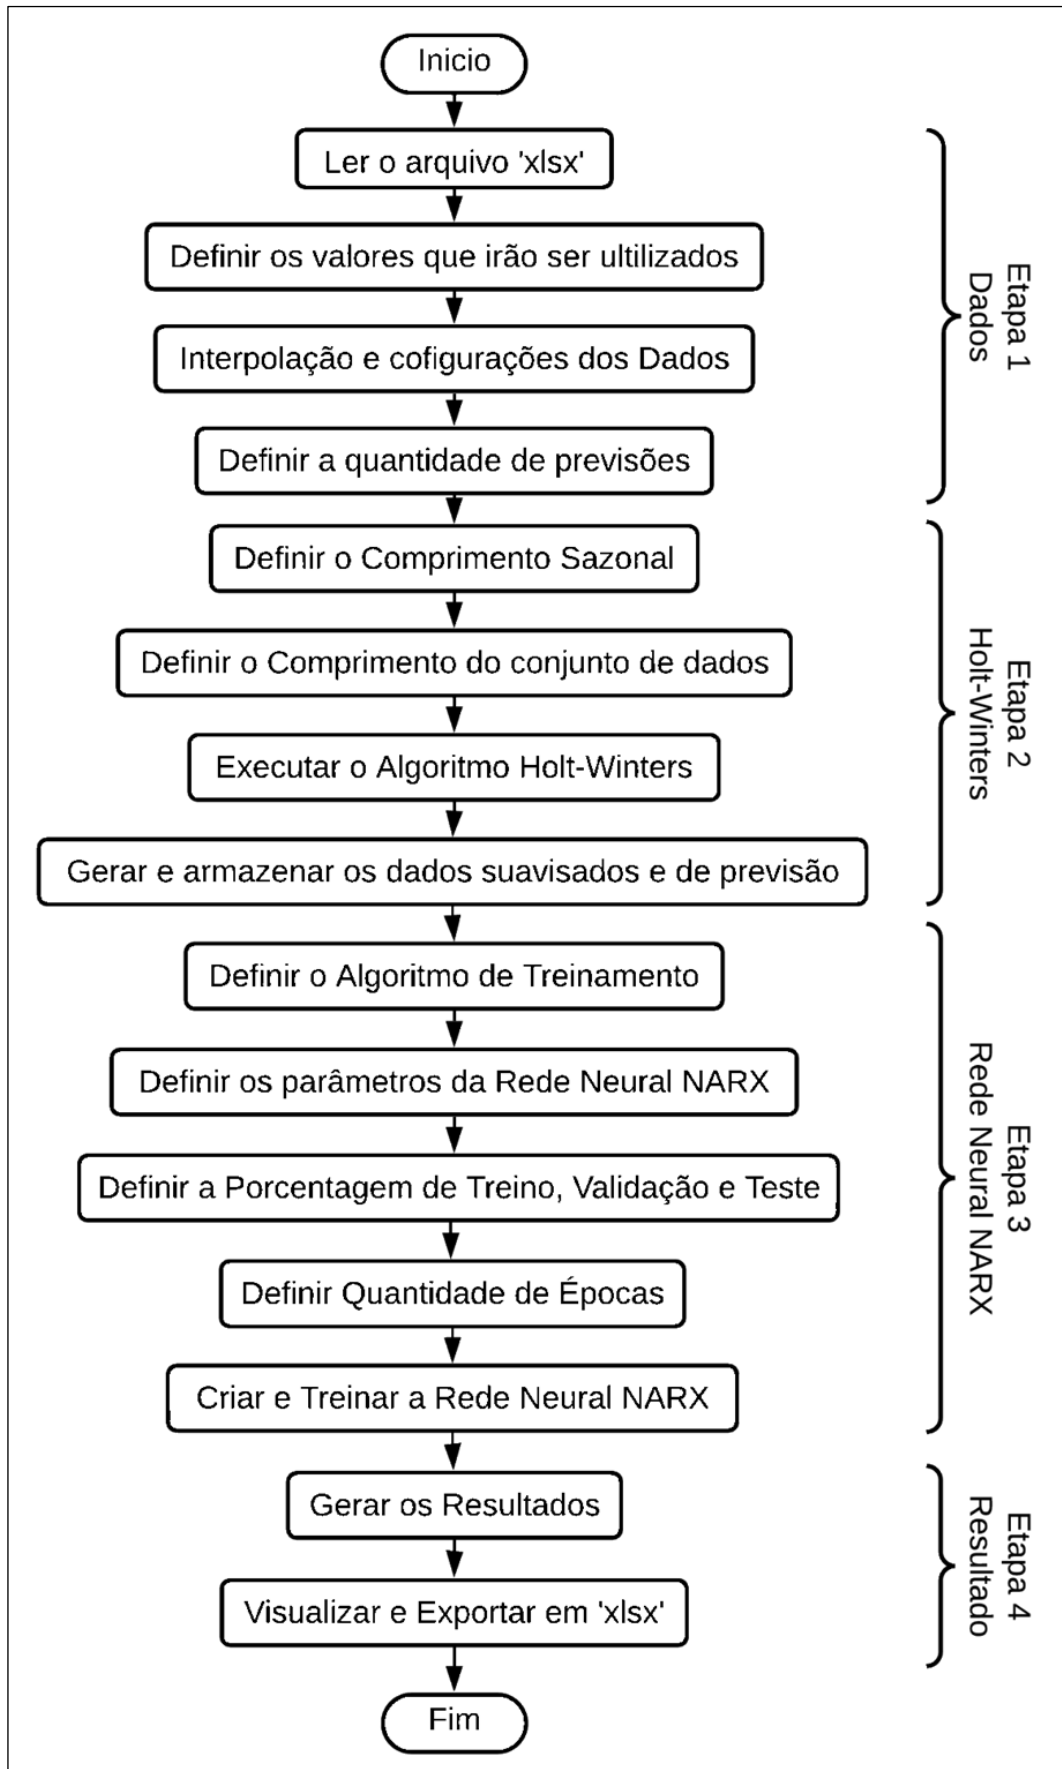 Inicio
Ler o arquivo 'xlsx'
Definir os valores que irão ser ultilizados
Interpolação e cofigurações dos Dados
Definir a quantidade de previsões
Etapa 1
Dados
Definir o Comprimento Sazonal
Definir o Comprimento do conjunto de dados
Executar o Algoritmo Holt-Winters
Gerar e armazenar os dados suavisados e de previsão
Etapa 2
Holt-Winters
Definir o Algoritmo de Treinamento
Definir os parâmetros da Rede Neural NARX
Definir a Porcentagem de Treino, Validação e Teste
Definir Quantidade de Épocas
Criar e Treinar a Rede Neural NARX
Etapa 3
Rede Neural NARX
Gerar os Resultados
Visualizar e Exportar em 'xlsx'
Etapa 4
Resultado
Fim